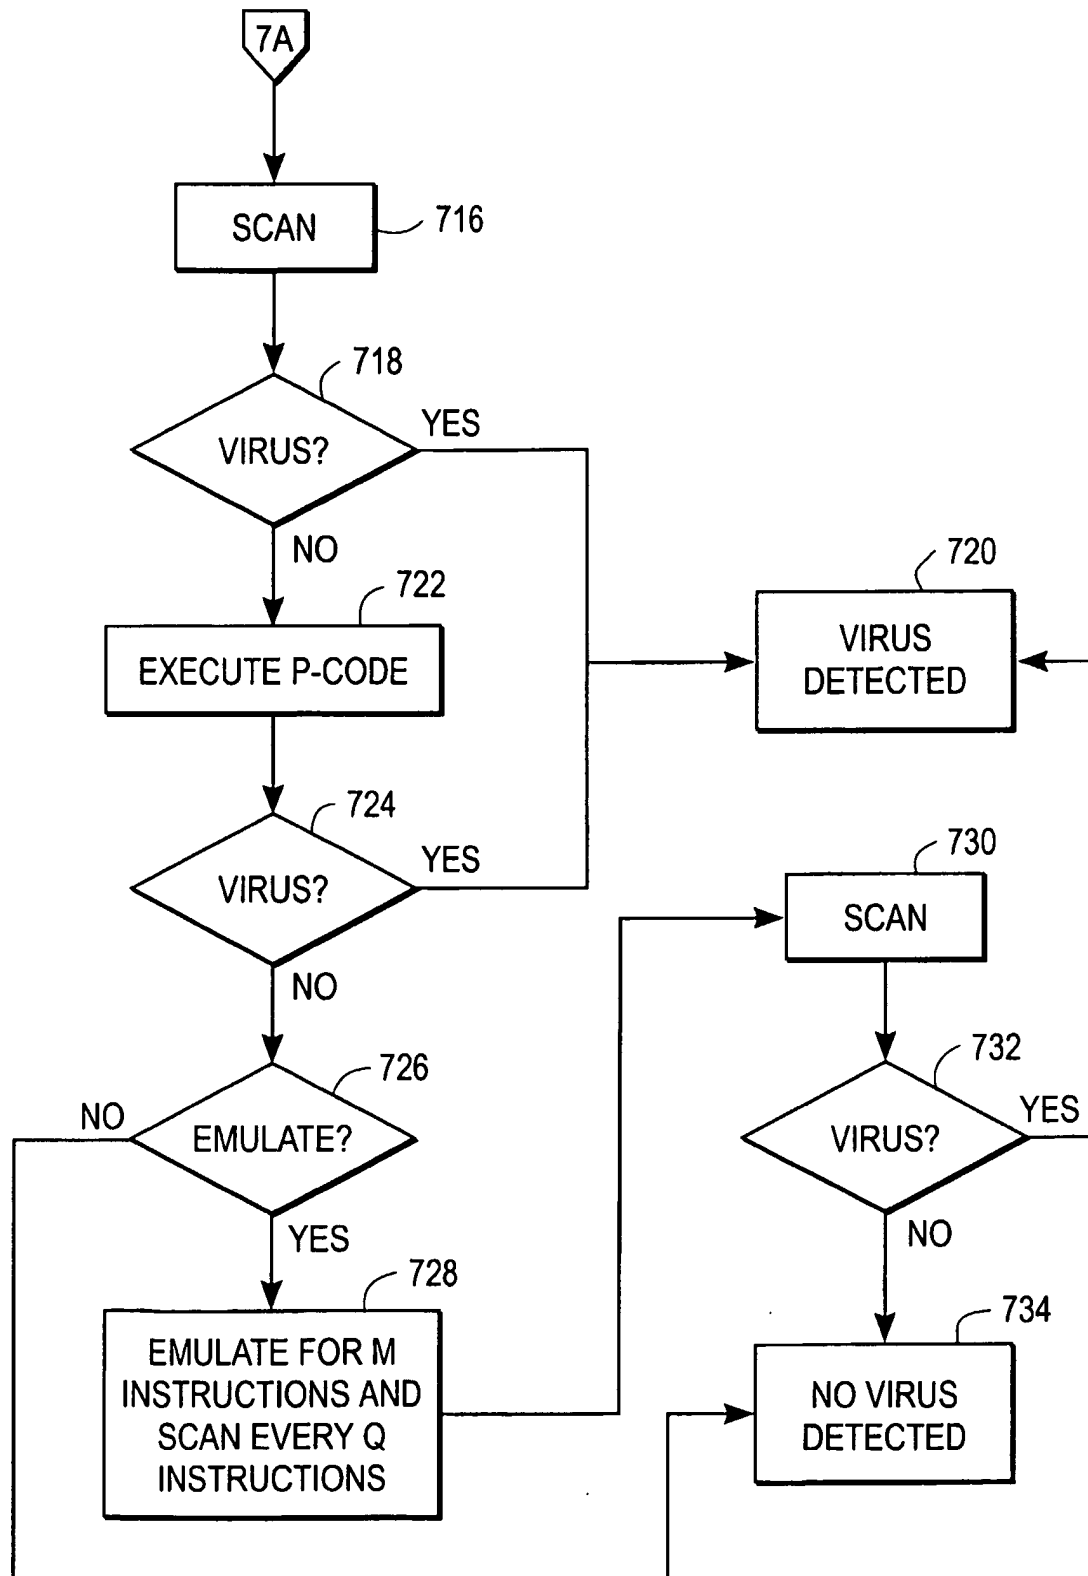 7A
SCAN
716
718
VIRUS?
YES
NO
722
EXECUTE P-CODE
720
VIRUS
DETECTED
724
VIRUS?
YES
NO
726
NO
EMULATE?
YES
728
EMULATE FOR M
INSTRUCTIONS AND
SCAN EVERY Q
INSTRUCTIONS
730
SCAN
732
VIRUS?
YES
NO
734
NO VIRUS
DETECTED